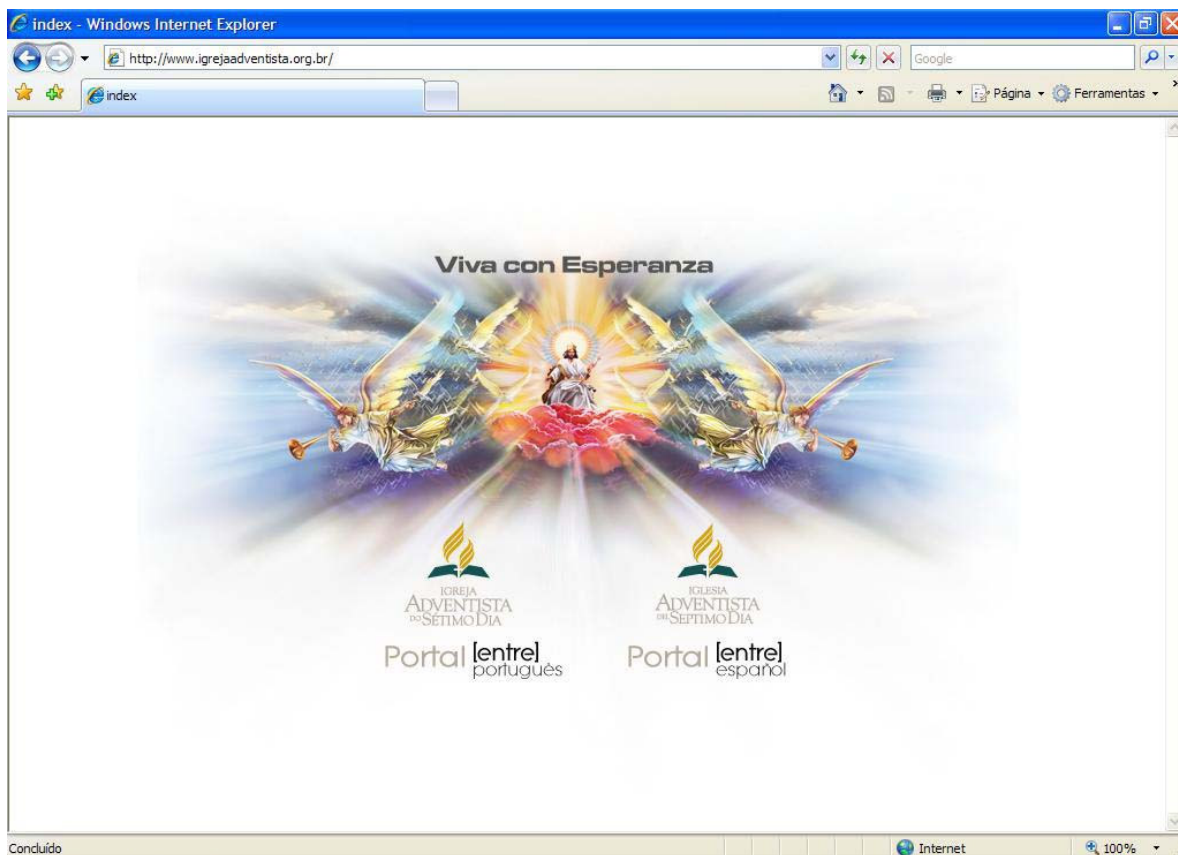 index - Windows Internet Explorer
http://www.igrejaadventista.org.br/
Google
index
Página
Ferramentas
Viva con Esperanza
IGREJA
ADVENTISTA
DO SÉTIMO DIA
IGLESIA
ADVENTISTA
DEL SEPTIMO DIA
Portal [entre]
português
Portal [entre]
español
Concluído
Internet
100%